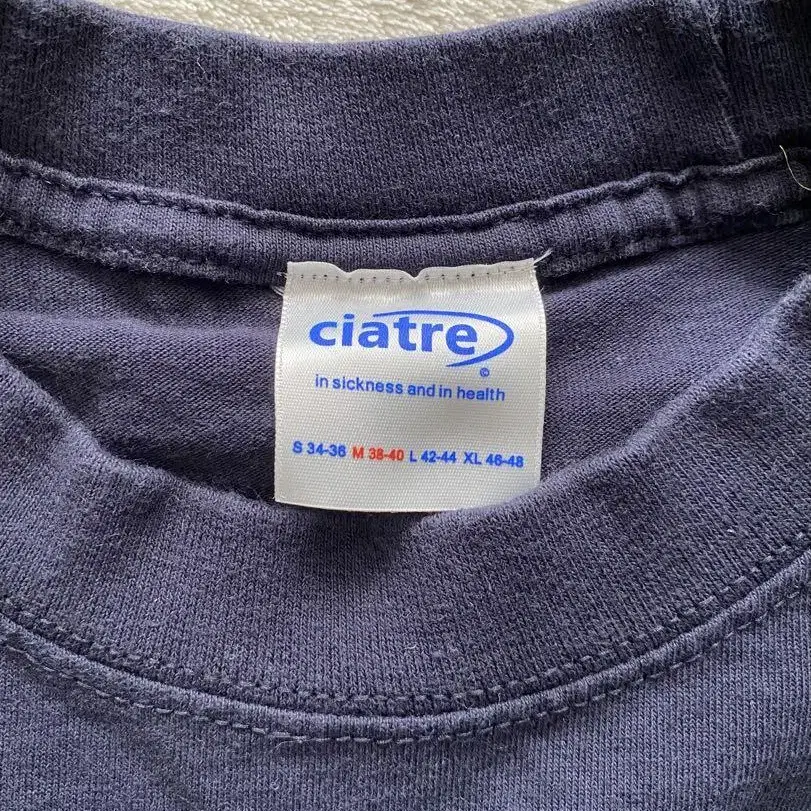 ciatre
©
in sickness and in health
S 34-36 M 38-40 L 42-44 XL 46-48